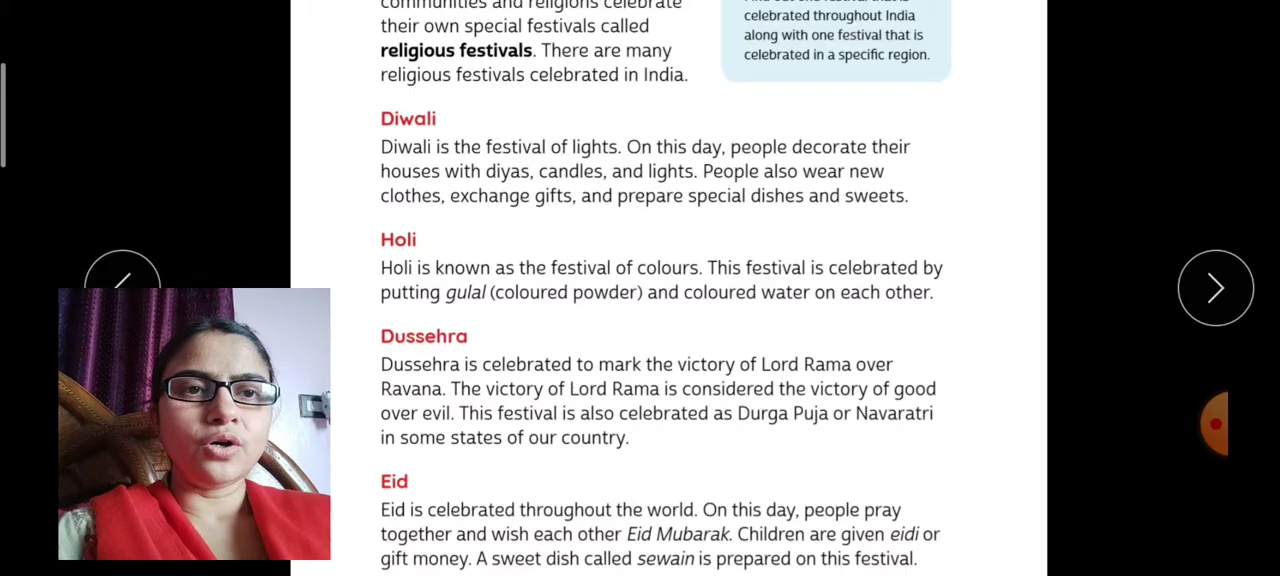 communities and religions celebrate
their own special festivals called
religious festivals. There are many
religious festivals celebrated in India.
celebrated throughout India
along with one festival that is
celebrated in a specific region.
Diwali
Diwali is the festival of lights. On this day, people decorate their
houses with diyas, candles, and lights. People also wear new
clothes, exchange gifts, and prepare special dishes and sweets.
Holi
Holi is known as the festival of colours. This festival is celebrated by
putting gulal (coloured powder) and coloured water on each other.
Dussehra
Dussehra is celebrated to mark the victory of Lord Rama over
Ravana. The victory of Lord Rama is considered the victory of good
over evil. This festival is also celebrated as Durga Puja or Navaratri
in some states of our country.
Eid
Eid is celebrated throughout the world. On this day, people pray
together and wish each other Eid Mubarak. Children are given eidi or
gift money. A sweet dish called sewain is prepared on this festival.